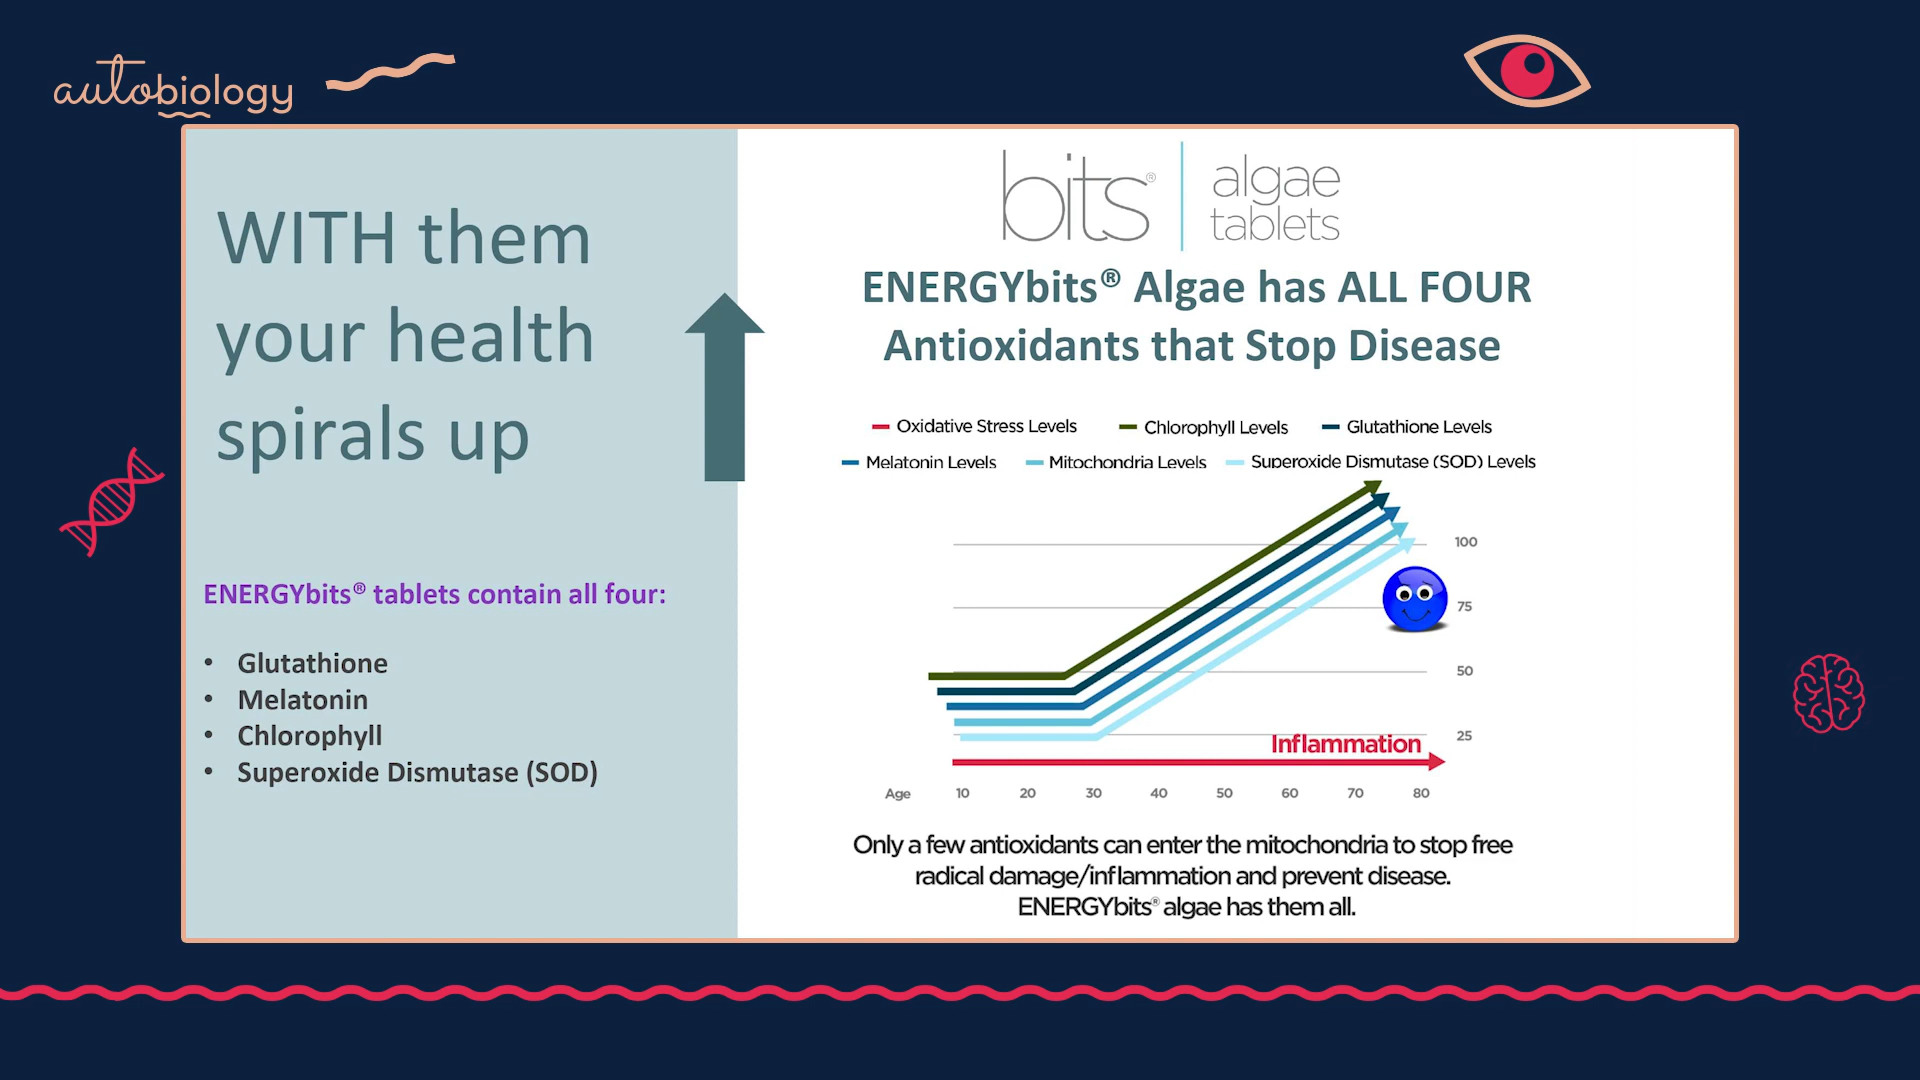 autobiology
WITH them
your health
spirals up
ENERGYbits® tablets contain all four:
• Glutathione
• Melatonin
• Chlorophyll
• Superoxide Dismutase (SOD)
bits® | algae
tablets
ENERGYbits® Algae has ALL FOUR
Antioxidants that Stop Disease
Oxidative Stress Levels Chlorophyll Levels Glutathione Levels
Melatonin Levels Mitochondria Levels Superoxide Dismutase (SOD) Levels
100
75
50
25
Inflammation
Age 10 20 30 40 50 60 70 80
Only a few antioxidants can enter the mitochondria to stop free
radical damage/inflammation and prevent disease.
ENERGYbits® algae has them all.